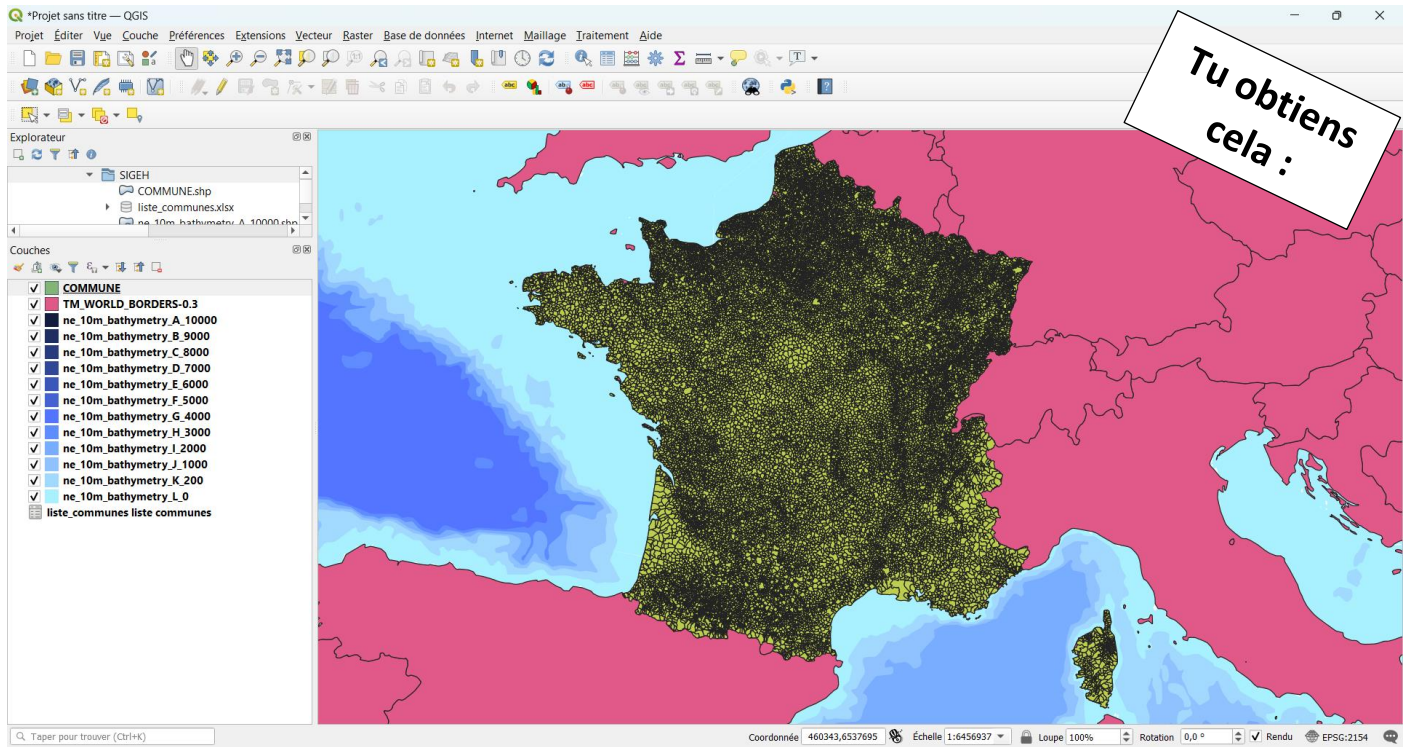 *Projet sans titre — QGIS
Projet Éditer Vue Couche Préférences Extensions Vecteur Raster Base de données Internet Maillage Traitement Aide
Tu obtiens
cela :
Explorateur
SIGEH
COMMUNE.shp
liste_communes.xlsx
ne_10m_bathymetry_A_10000.shp
Couches
COMMUNE
TM_WORLD_BORDERS-0.3
ne_10m_bathymetry_A_10000
ne_10m_bathymetry_B_9000
ne_10m_bathymetry_C_8000
ne_10m_bathymetry_D_7000
ne_10m_bathymetry_E_6000
ne_10m_bathymetry_F_5000
ne_10m_bathymetry_G_4000
ne_10m_bathymetry_H_3000
ne_10m_bathymetry_I_2000
ne_10m_bathymetry_J_1000
ne_10m_bathymetry_K_200
ne_10m_bathymetry_L_0
liste_communes liste communes
Taper pour trouver (Ctrl+K) Coordonnée 460343,6537695 Échelle 1:6456937 Loupe 100% Rotation 0,0 ° Rendu EPSG:2154